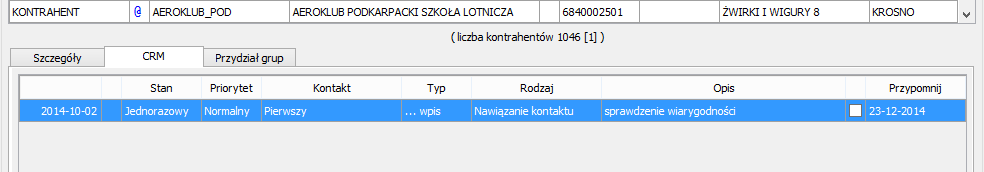 KONTRAHENT @ AEROKLUB_POD AEROKLUB PODKARPACKI SZKOŁA LOTNICZA 6840002501 ŻWIRKI I WIGURY 8 KROSNO
( liczba kontrahentów 1046 [1] )
Szczegóły CRM Przydział grup
Stan Priorytet Kontakt Typ Rodzaj Opis Przypomnij
2014-10-02 Jednorazowy Normalny Pierwszy ... wpis Nawiązanie kontaktu sprawdzenie wiarygodności 23-12-2014